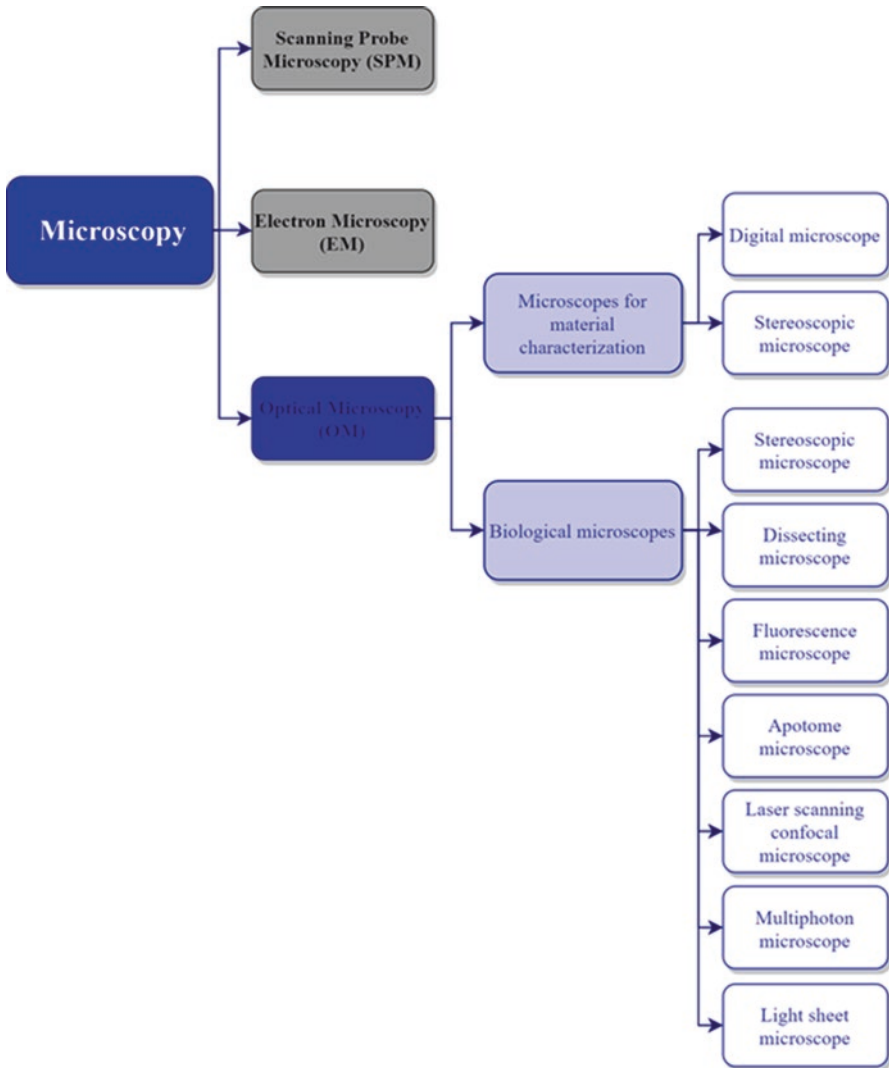 Scanning Probe
Microscopy (SPM)
Microscopy
Electron Microscopy
(EM)
Optical Microscopy
(OM)
Microscopes for
material
characterization
Biological microscopes
Digital microscope
Stereoscopic
microscope
Stereoscopic
microscope
Dissecting
microscope
Fluorescence
microscope
Apotome
microscope
Laser scanning
confocal
microscope
Multiphoton
microscope
Light sheet
microscope